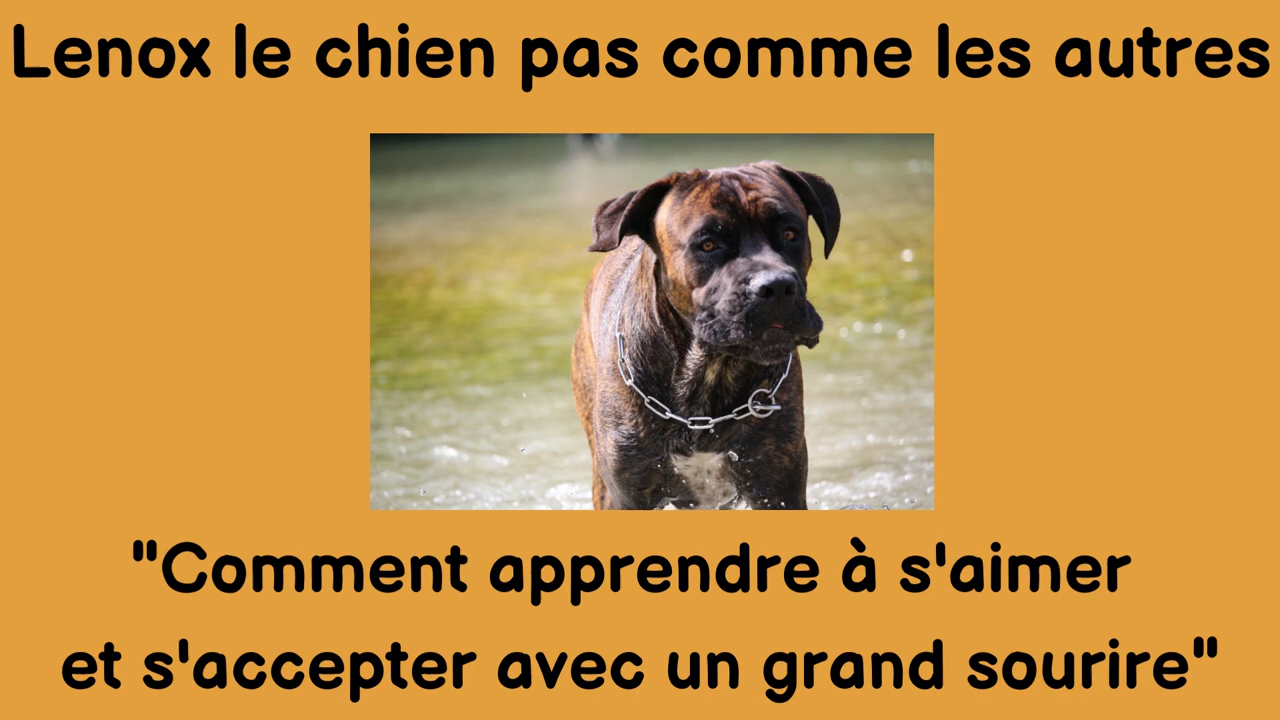 Lenox le chien pas comme les autres
"Comment apprendre à s'aimer
et s'accepter avec un grand sourire"